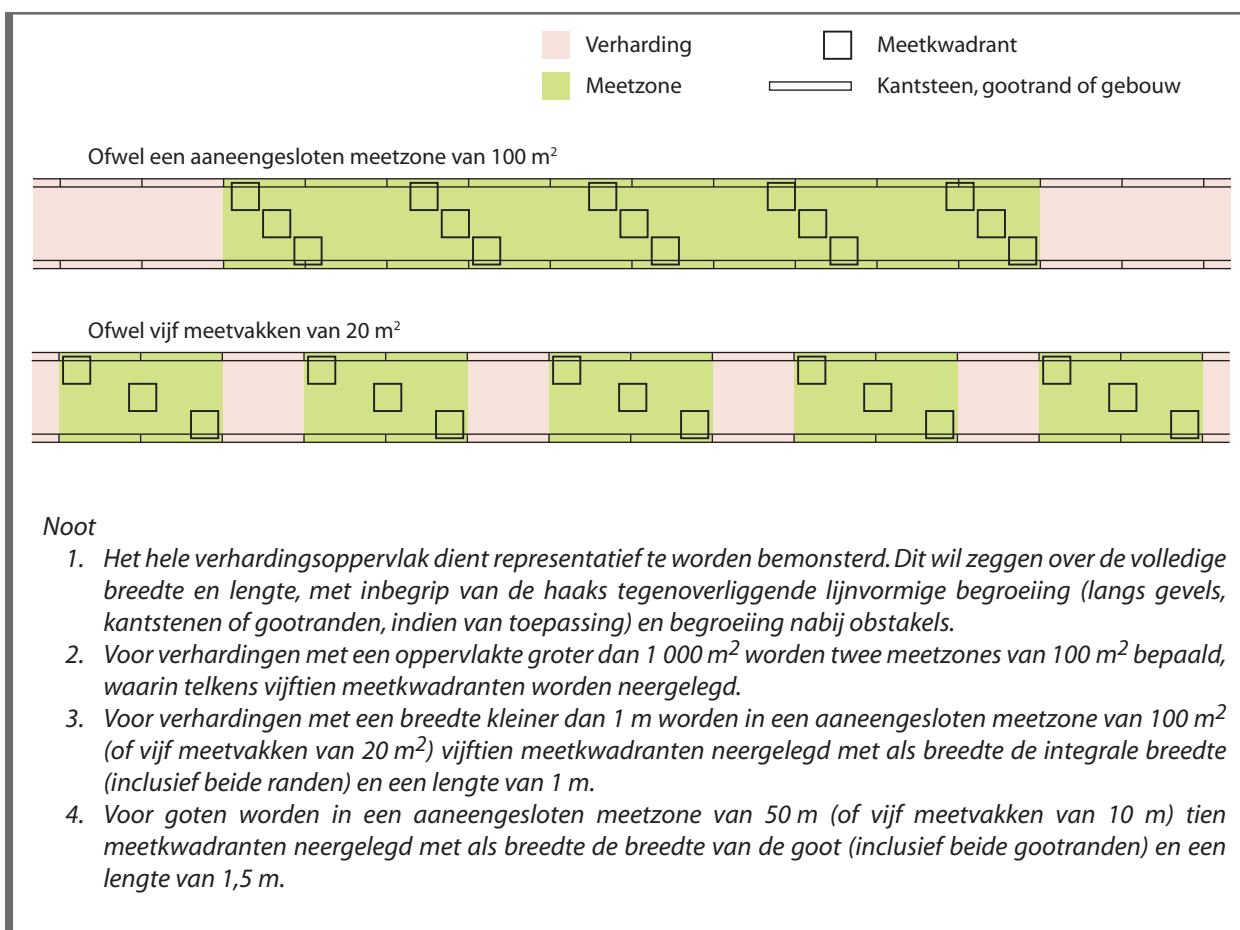 Verharding
Meetkwadrant
Meetzone
Kantsteen, gootrand of gebouw
Ofwel een aaneengesloten meetzone van 100 m²
Ofwel vijf meetvakken van 20 m²
Noot
1. Het hele verhardingsoppervlak dient representatief te worden bemonsterd. Dit wil zeggen over de volledige
breedte en lengte, met inbegrip van de haaks tegenoverliggende lijnvormige begroeiing (langs gevels,
kantstenen of gootranden, indien van toepassing) en begroeiing nabij obstakels.
2. Voor verhardingen met een oppervlakte groter dan 1 000 m² worden twee meetzones van 100 m² bepaald,
waarin telkens vijftien meetkwadranten worden neergelegd.
3. Voor verhardingen met een breedte kleiner dan 1 m worden in een aaneengesloten meetzone van 100 m²
(of vijf meetvakken van 20 m²) vijftien meetkwadranten neergelegd met als breedte de integrale breedte
(inclusief beide randen) en een lengte van 1 m.
4. Voor goten worden in een aaneengesloten meetzone van 50 m (of vijf meetvakken van 10 m) tien
meetkwadranten neergelegd met als breedte de breedte van de goot (inclusief beide gootranden) en een
lengte van 1,5 m.